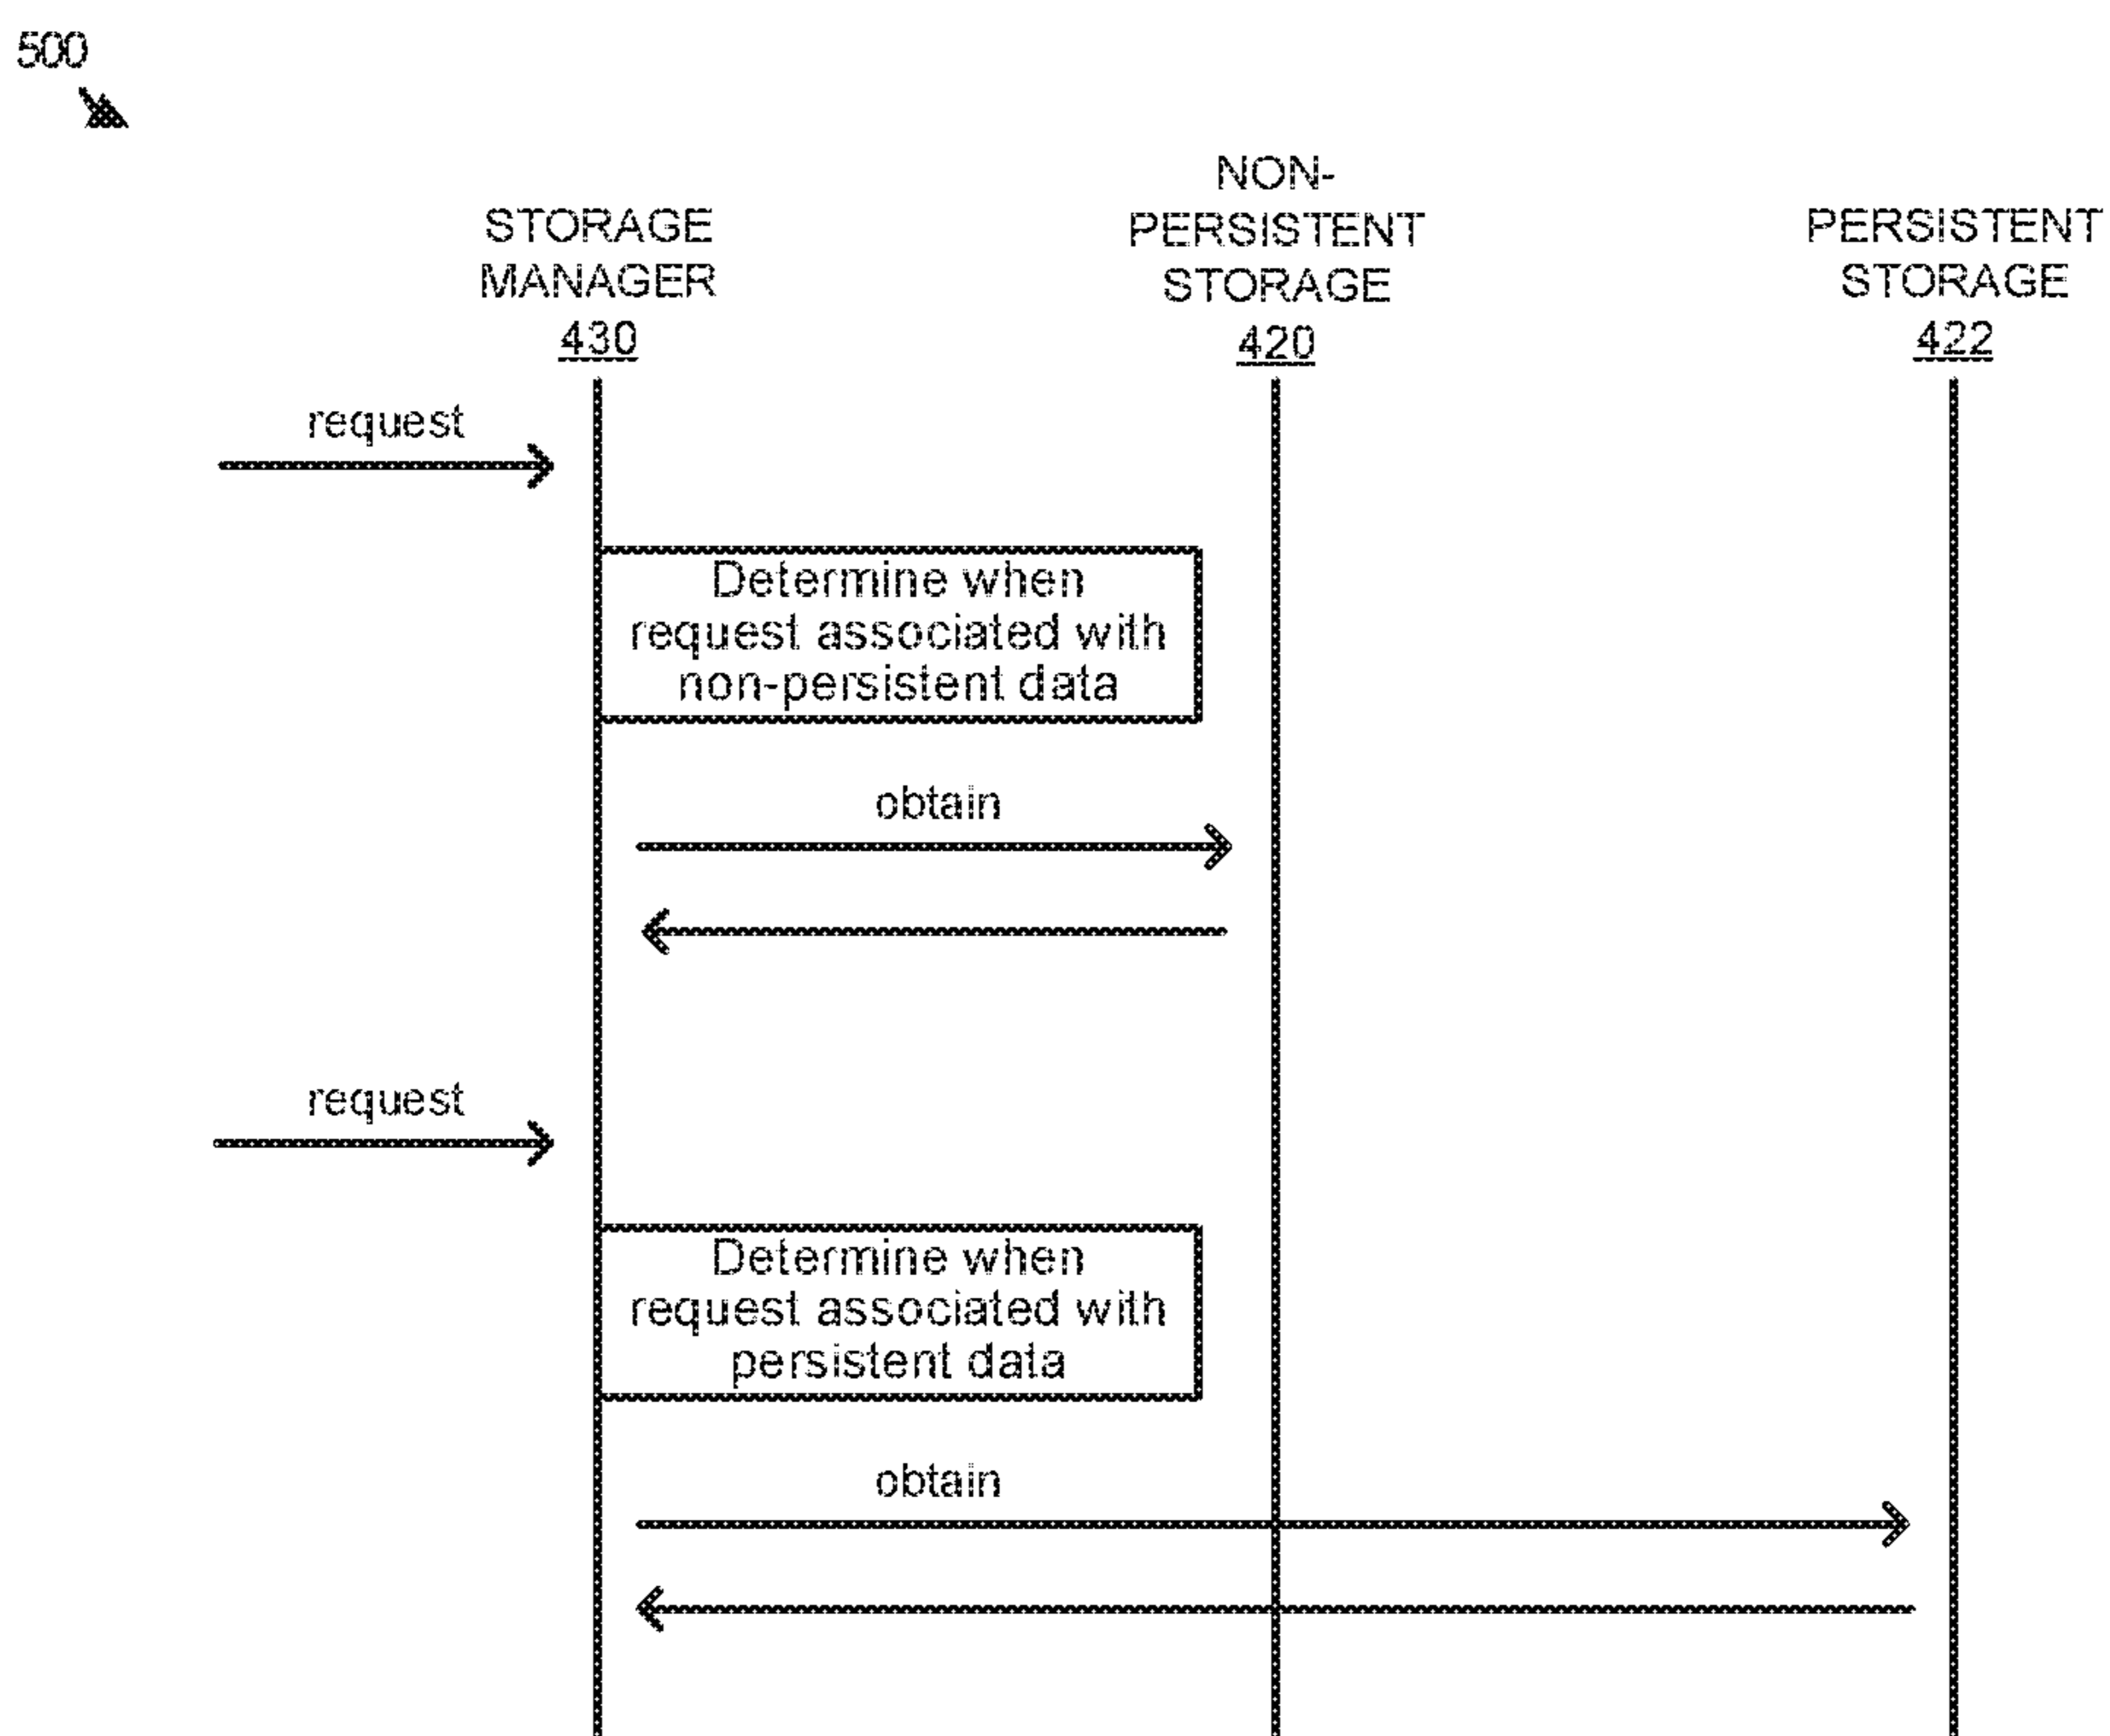 500
STORAGE
MANAGER
430
NON-
PERSISTENT
STORAGE
420
PERSISTENT
STORAGE
422
request
Determine when
request associated with
non-persistent data
obtain
request
Determine when
request associated with
persistent data
obtain